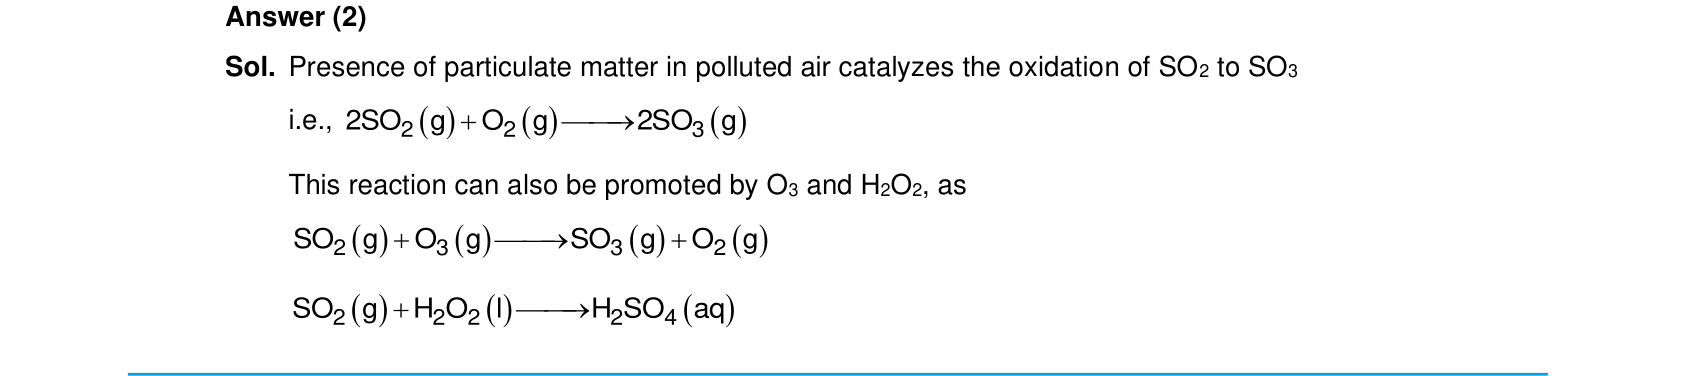 Answer (2)
Sol. Presence of particulate matter in polluted air catalyzes the oxidation of SO₂ to SO₃
i.e., 2SO₂(g)+O₂(g)⟶2SO₃(g)
This reaction can also be promoted by O₃ and H₂O₂, as
SO₂(g)+O₃(g)⟶SO₃(g)+O₂(g)
SO₂(g)+H₂O₂(l)⟶H₂SO₄(aq)